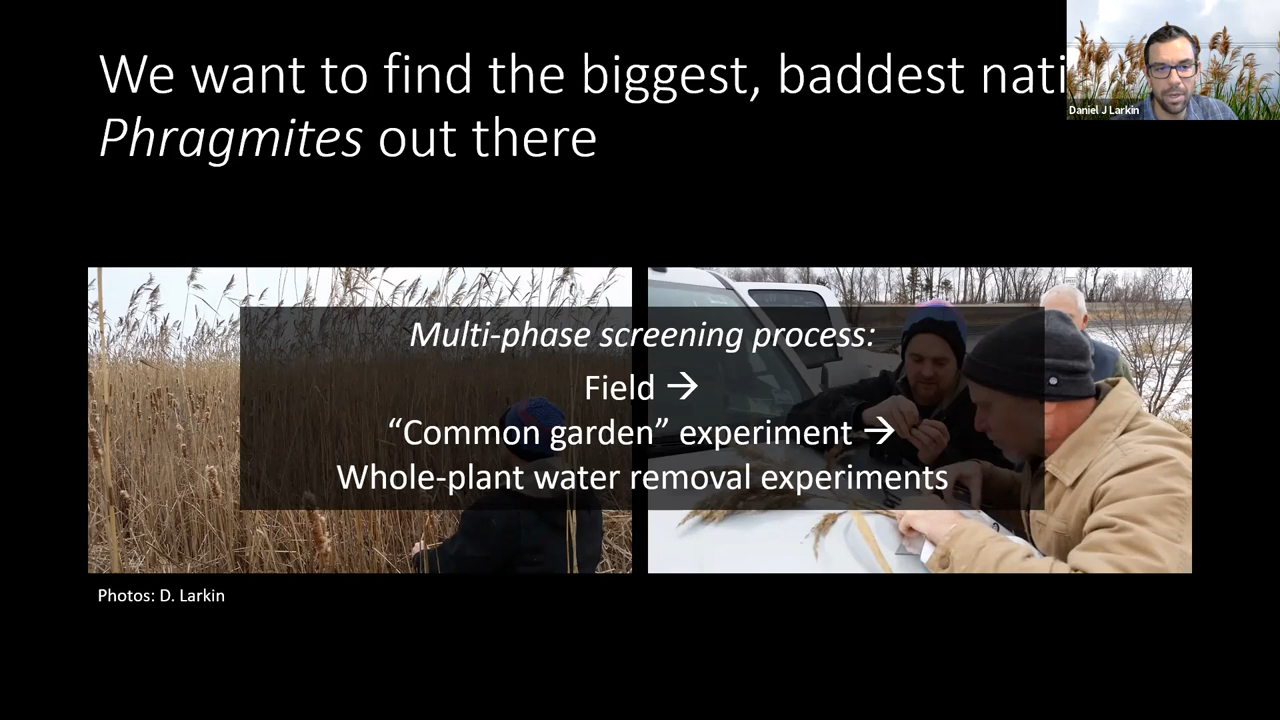 We want to find the biggest, baddest nati
Phragmites out there
Daniel J Larkin
Multi-phase screening process:
Field →
“Common garden” experiment →
Whole-plant water removal experiments
Photos: D. Larkin